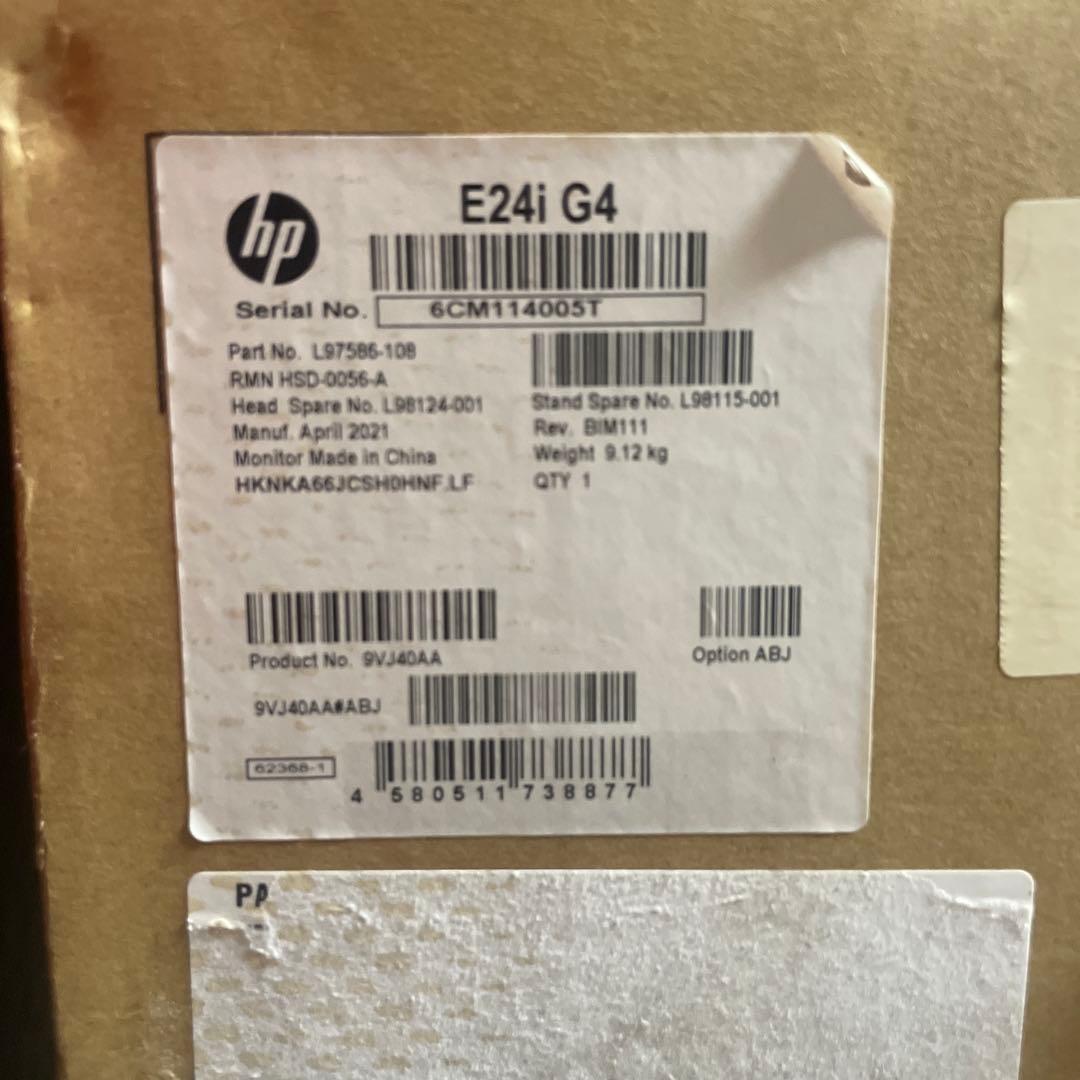 hp
E24i G4
Serial No. 6CM114005T
Part No. L97586-108
RMN HSD-0056-A
Head Spare No. L98124-001
Stand Spare No. L98115-001
Manuf. April 2021
Rev. BIM111
Monitor Made in China
Weight 9.12 kg
HKNKA66JCSH0HNF.LF
QTY 1
Product No. 9VJ40AA
Option ABJ
9VJ40AA#ABJ
62368-1
4 580511 738877
PA